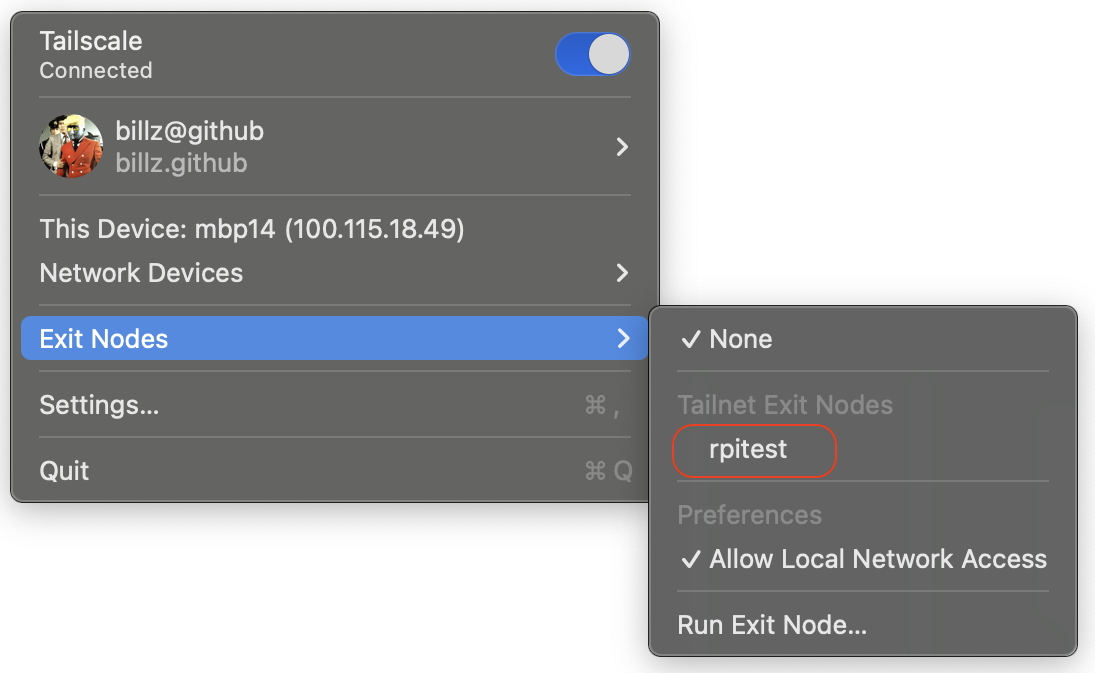 Tailscale
Connected
billz@github
billz.github
This Device: mbp14 (100.115.18.49)
Network Devices
Exit Nodes
Settings...
⌘ ,
Quit
⌘ Q
✓ None
Tailnet Exit Nodes
rpitest
Preferences
✓ Allow Local Network Access
Run Exit Node...